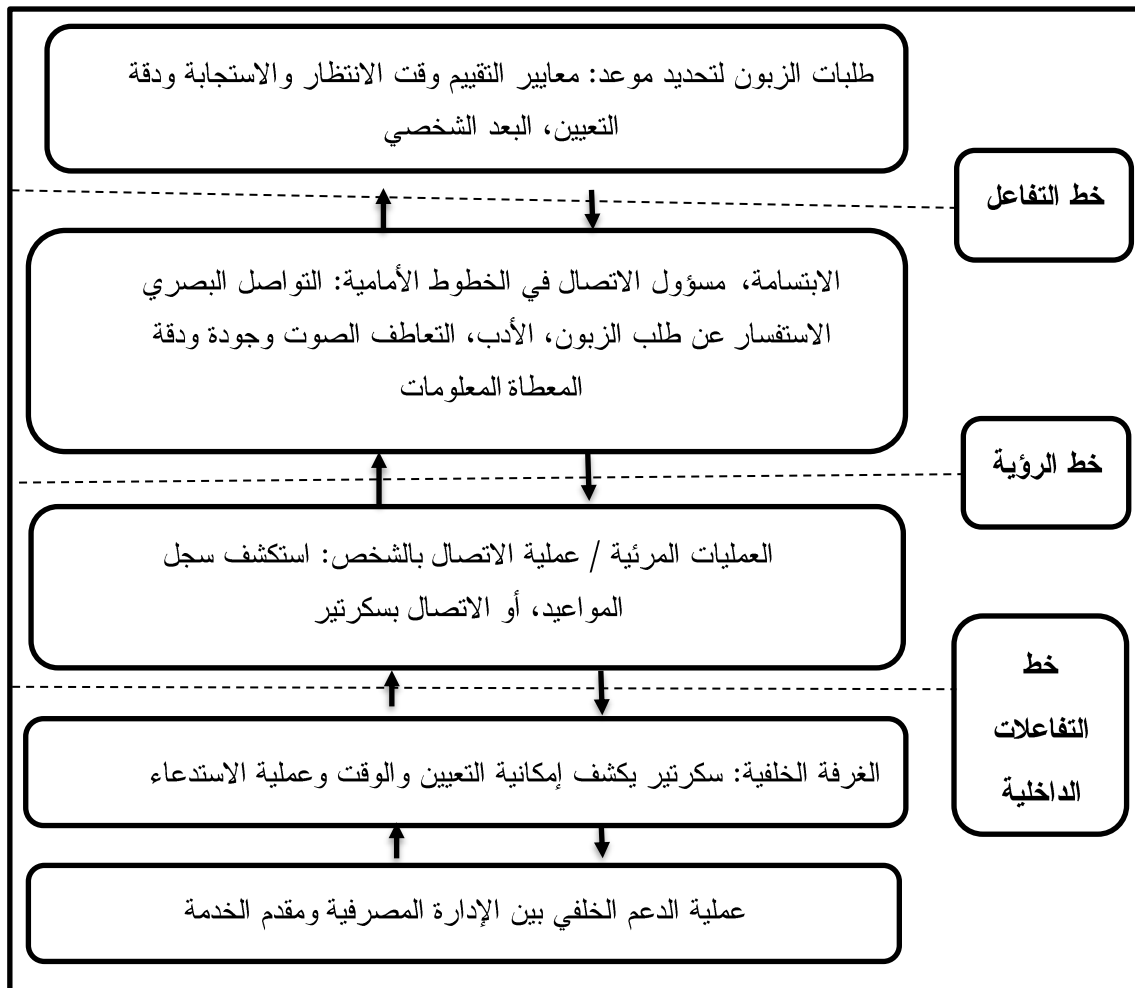 طلبات الزبون لتحديد موعد: معايير التقييم وقت الانتظار والاستجابة ودقة
التعيين، البعد الشخصي
خط التفاعل
الابتسامة، مسؤول الاتصال في الخطوط الأمامية: التواصل البصري
الاستفسار عن طلب الزبون، الأدب، التعاطف الصوت وجودة ودقة
المعطاة المعلومات
خط الرؤية
العمليات المرئية / عملية الاتصال بالشخص: استكشف سجل
المواعيد، أو الاتصال بسكرتير
خط
التفاعلات
الداخلية
الغرفة الخلفية: سكرتير يكشف إمكانية التعيين والوقت وعملية الاستدعاء
عملية الدعم الخلفي بين الإدارة المصرفية ومقدم الخدمة